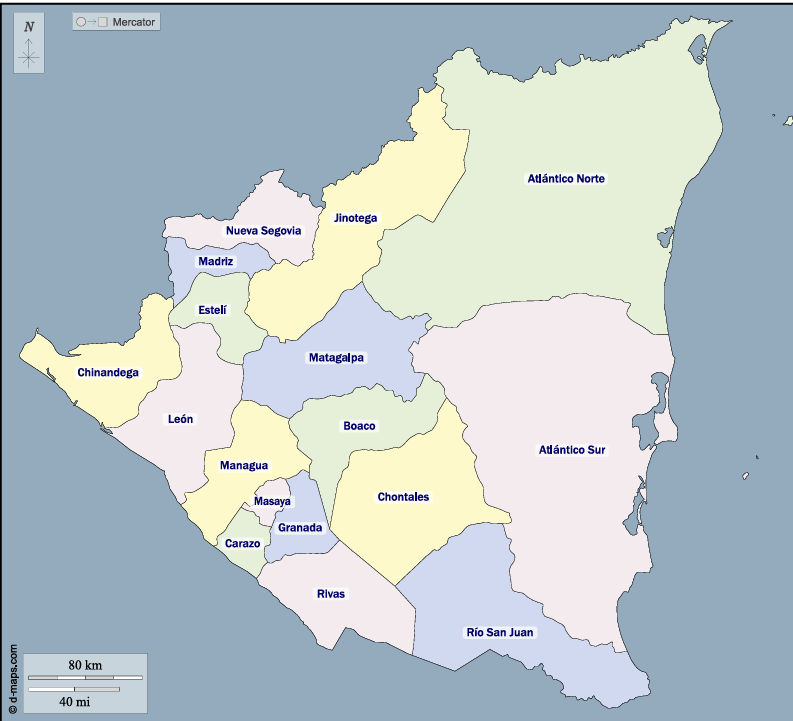 N
Mercator
Atlántico Norte
Jinotega
Nueva Segovia
Madriz
Estelí
Matagalpa
Chinandega
León
Boaco
Atlántico Sur
Managua
Chontales
Masaya
Granada
Carazo
Rivas
Río San Juan
80 km
40 mi
© d-maps.com